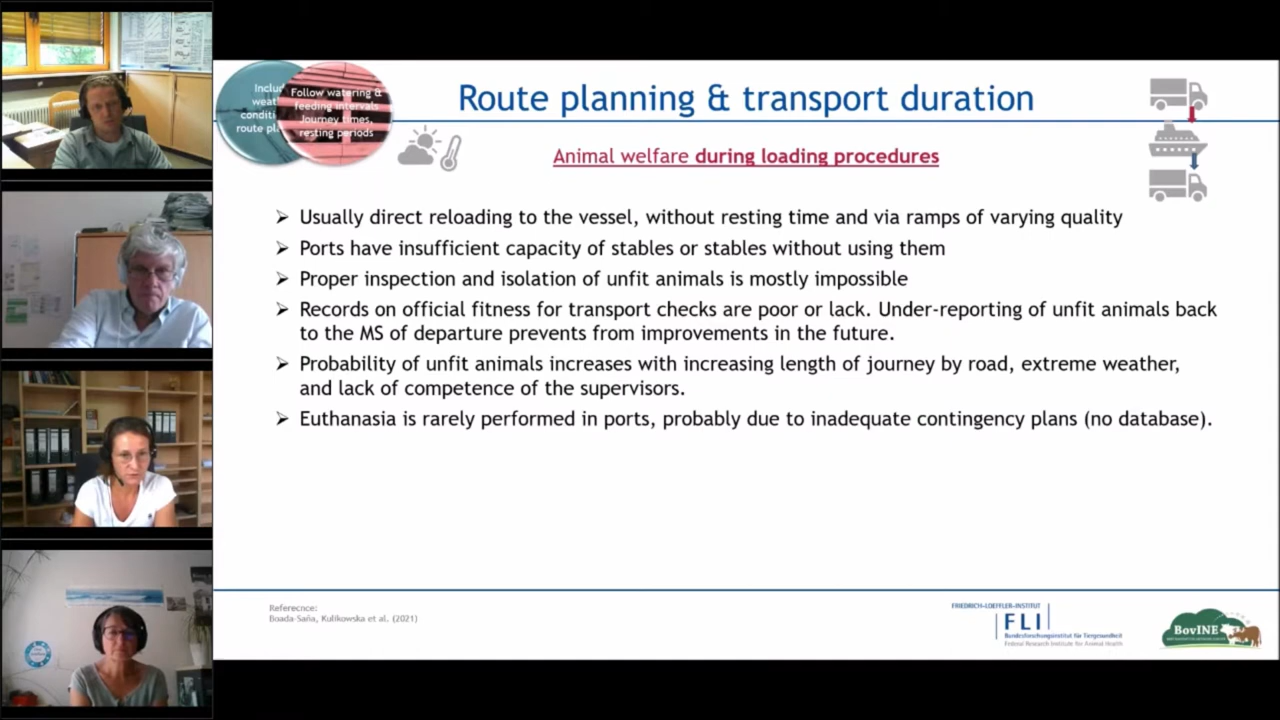 Route planning & transport duration
Follow watering &
feeding intervals
Journey times,
resting periods
Animal welfare during loading procedures
➢ Usually direct reloading to the vessel, without resting time and via ramps of varying quality
➢ Ports have insufficient capacity of stables or stables without using them
➢ Proper inspection and isolation of unfit animals is mostly impossible
➢ Records on official fitness for transport checks are poor or lack. Under-reporting of unfit animals back
to the MS of departure prevents from improvements in the future.
➢ Probability of unfit animals increases with increasing length of journey by road, extreme weather,
and lack of competence of the supervisors.
➢ Euthanasia is rarely performed in ports, probably due to inadequate contingency plans (no database).
Referecnce:
Boada-Saña, Kulikowska et al. (2021)
FRIEDRICH-LOEFFLER-INSTITUT
FLI
Bundesforschungsinstitut für Tiergesundheit
Federal Research Institute for Animal Health
BovINE